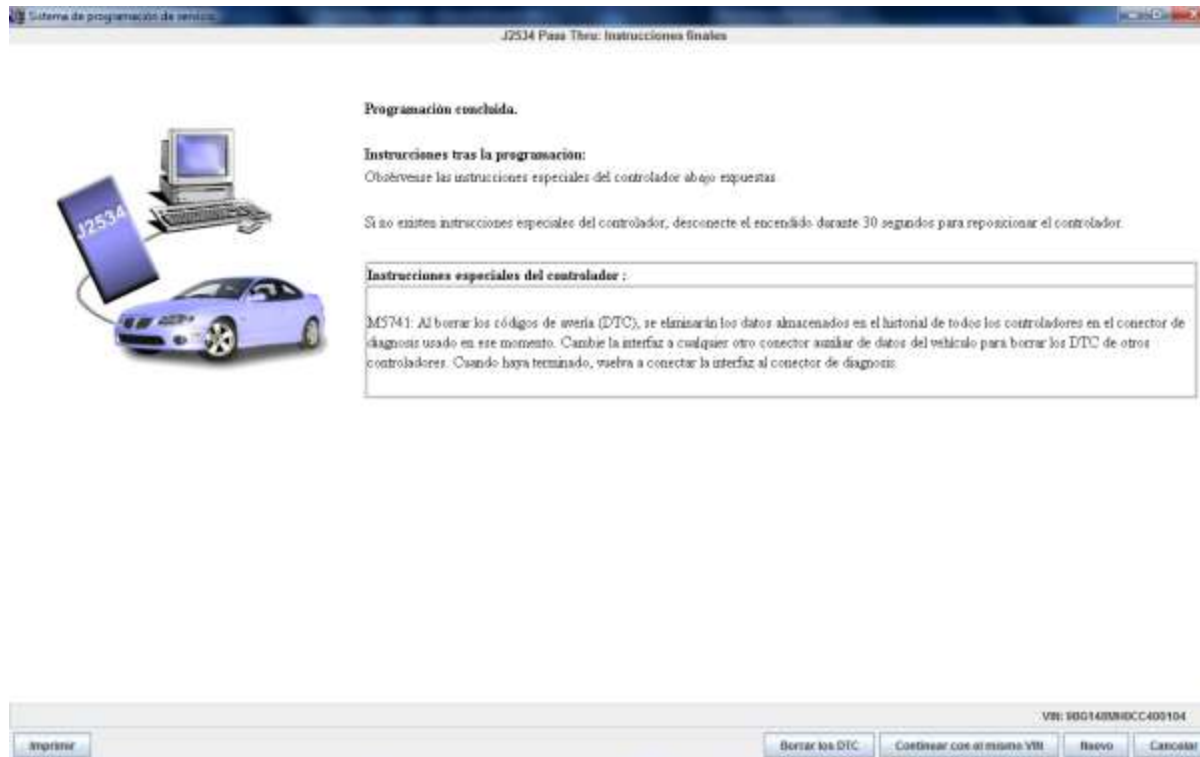 Sistema de programación de servicio
J2534 Pass Thru: Instrucciones finales
Programación concluida.
Instrucciones tras la programación:
Obsérvense las instrucciones especiales del controlador abajo expuestas
Si no existen instrucciones especiales del controlador, desconecte el encendido durante 30 segundos para reposicionar el controlador.
J2534
Instrucciones especiales del controlador :
M5741: Al borrar los códigos de avería (DTC), se eliminarán los datos almacenados en el historial de todos los controladores en el conector de
diagnosis usado en ese momento. Cambie la interfaz a cualquier otro conector auxiliar de datos del vehículo para borrar los DTC de otros
controladores. Cuando haya terminado, vuelva a conectar la interfaz al conector de diagnosis.
VIN:
Imprimir
Borrar los DTC
Continuar con el mismo VIN
Nuevo
Cancelar